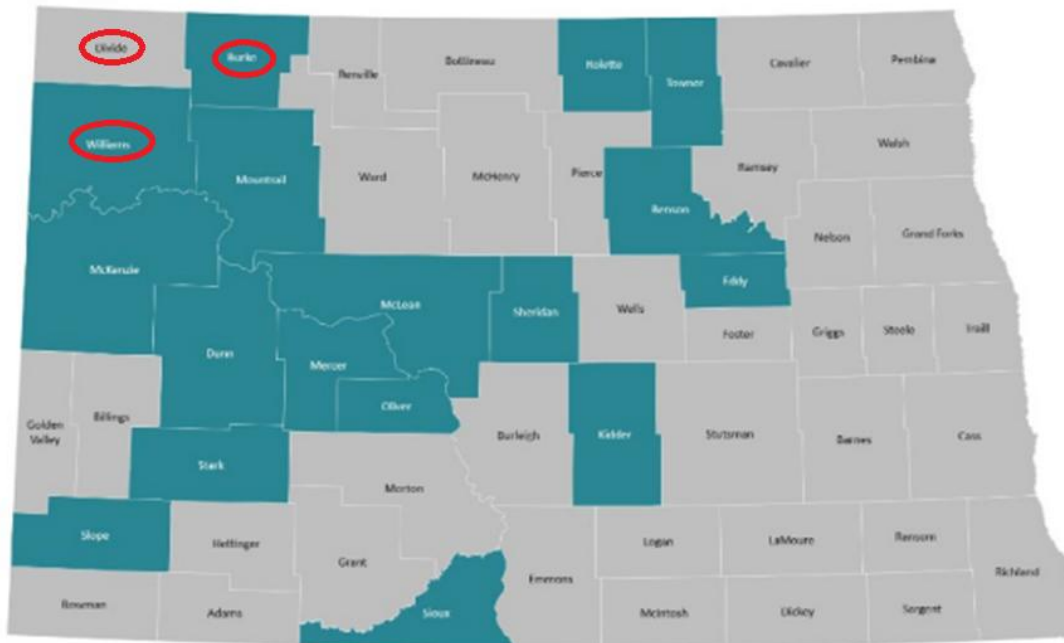 Divide
Burke
Renville
Bottineau
Rolette
Towner
Cavalier
Pembina
Williams
Mountrail
Ward
McHenry
Pierce
Benson
Ramsey
Walsh
Nelson
Grand Forks
McKenzie
Dunn
McLean
Mercer
Oliver
Sheridan
Wells
Eddy
Foster
Griggs
Steele
Traill
Golden
Valley
Billings
Stark
Burleigh
Kidder
Stutsman
Barnes
Cass
Slope
Hettinger
Morton
Grant
Bowman
Adams
Sioux
Emmons
Logan
LaMoure
Ransom
McIntosh
Dickey
Sargent
Richland